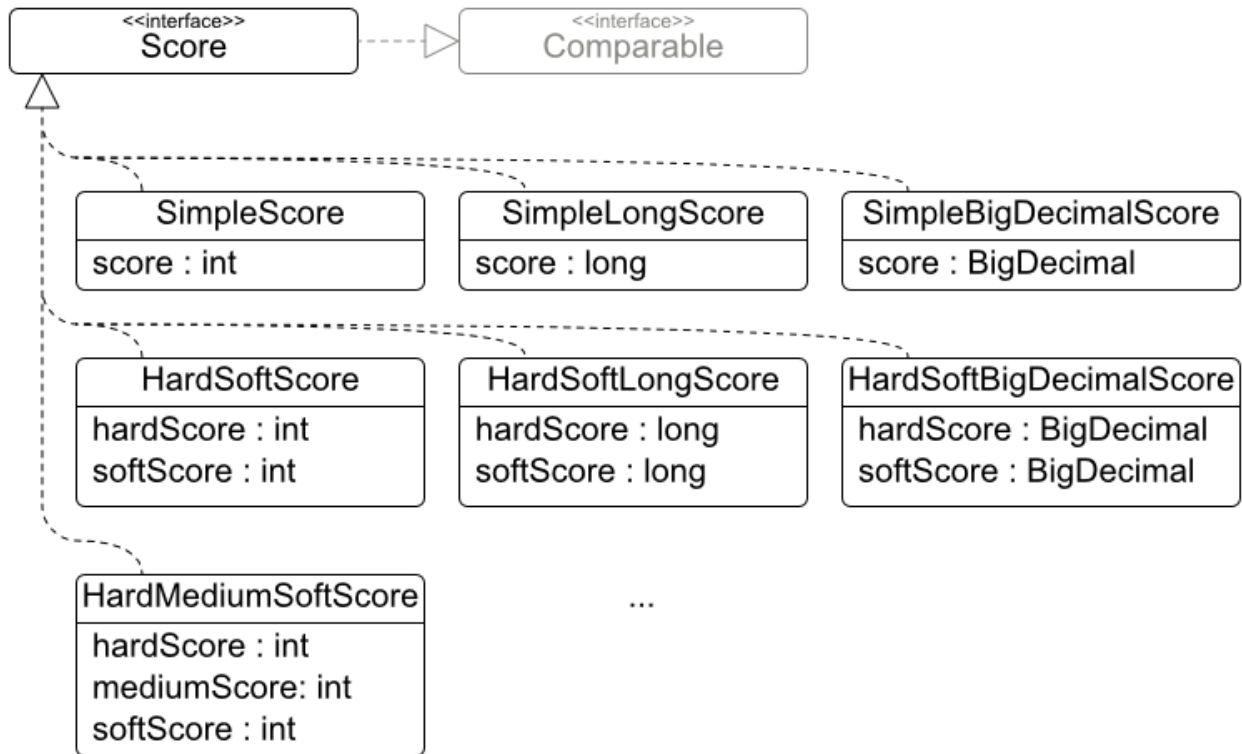 <<interface>>
Score
<<interface>>
Comparable
SimpleScore
score : int
SimpleLongScore
score : long
SimpleBigDecimalScore
score : BigDecimal
HardSoftScore
hardScore : int
softScore : int
HardSoftLongScore
hardScore : long
softScore : long
HardSoftBigDecimalScore
hardScore : BigDecimal
softScore : BigDecimal
HardMediumSoftScore
hardScore : int
mediumScore: int
softScore : int
...